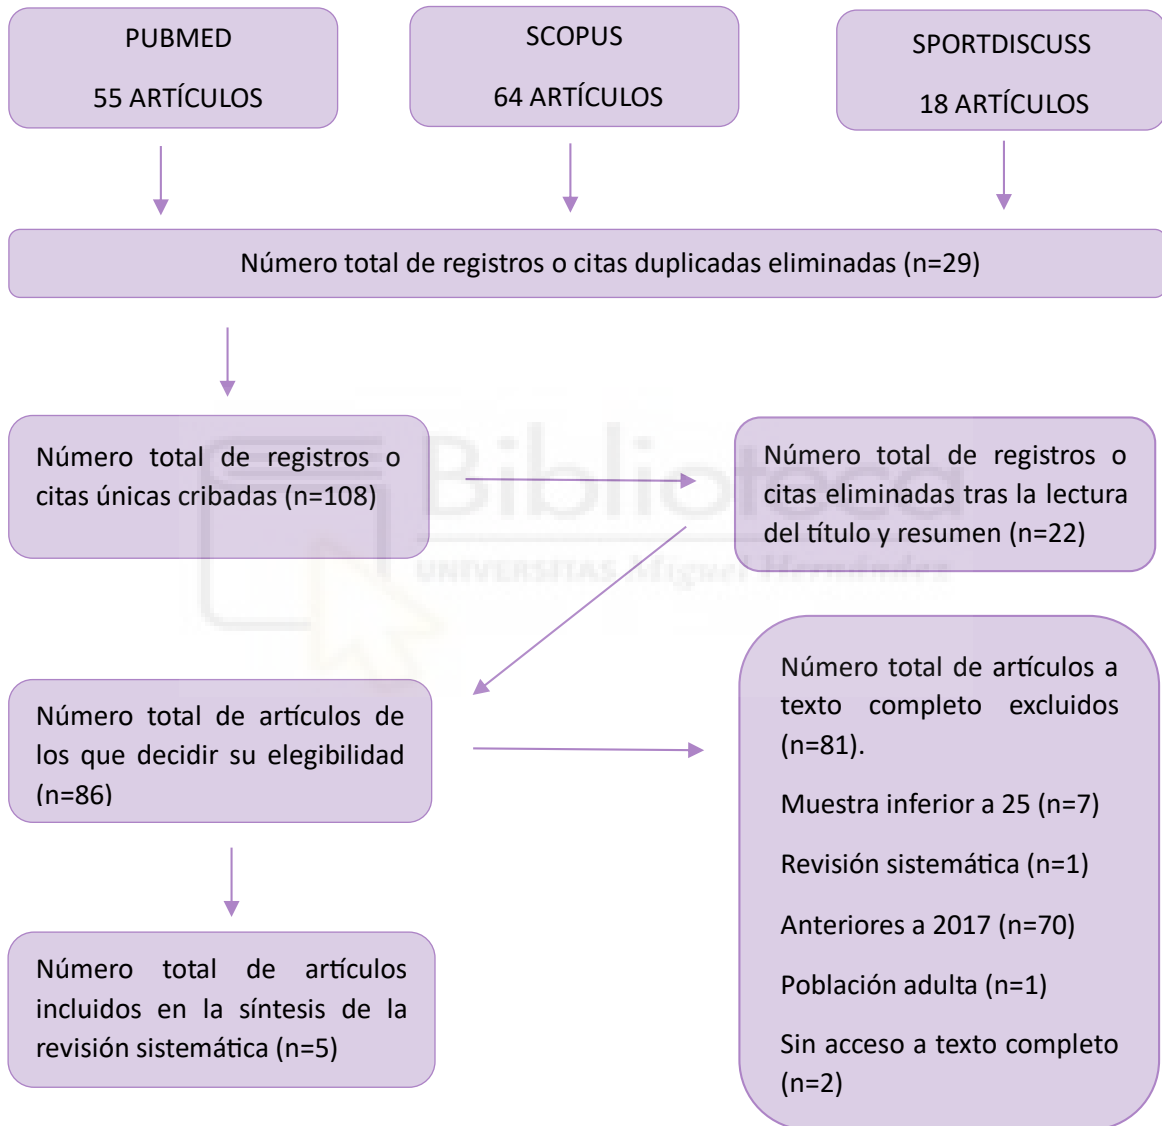 PUBMED
55 ARTÍCULOS
SCOPUS
64 ARTÍCULOS
SPORTDISCUSS
18 ARTÍCULOS
Número total de registros o citas duplicadas eliminadas (n=29)
Número total de registros o
citas únicas cribadas (n=108)
Número total de registros o
citas eliminadas tras la lectura
del título y resumen (n=22)
Biblioteca
UNIVERSITAS Miguel Hernández
Número total de artículos de
los que decidir su elegibilidad
(n=86)
Número total de artículos a
texto completo excluidos
(n=81).
Muestra inferior a 25 (n=7)
Revisión sistemática (n=1)
Anteriores a 2017 (n=70)
Población adulta (n=1)
Sin acceso a texto completo
(n=2)
Número total de artículos
incluidos en la síntesis de la
revisión sistemática (n=5)